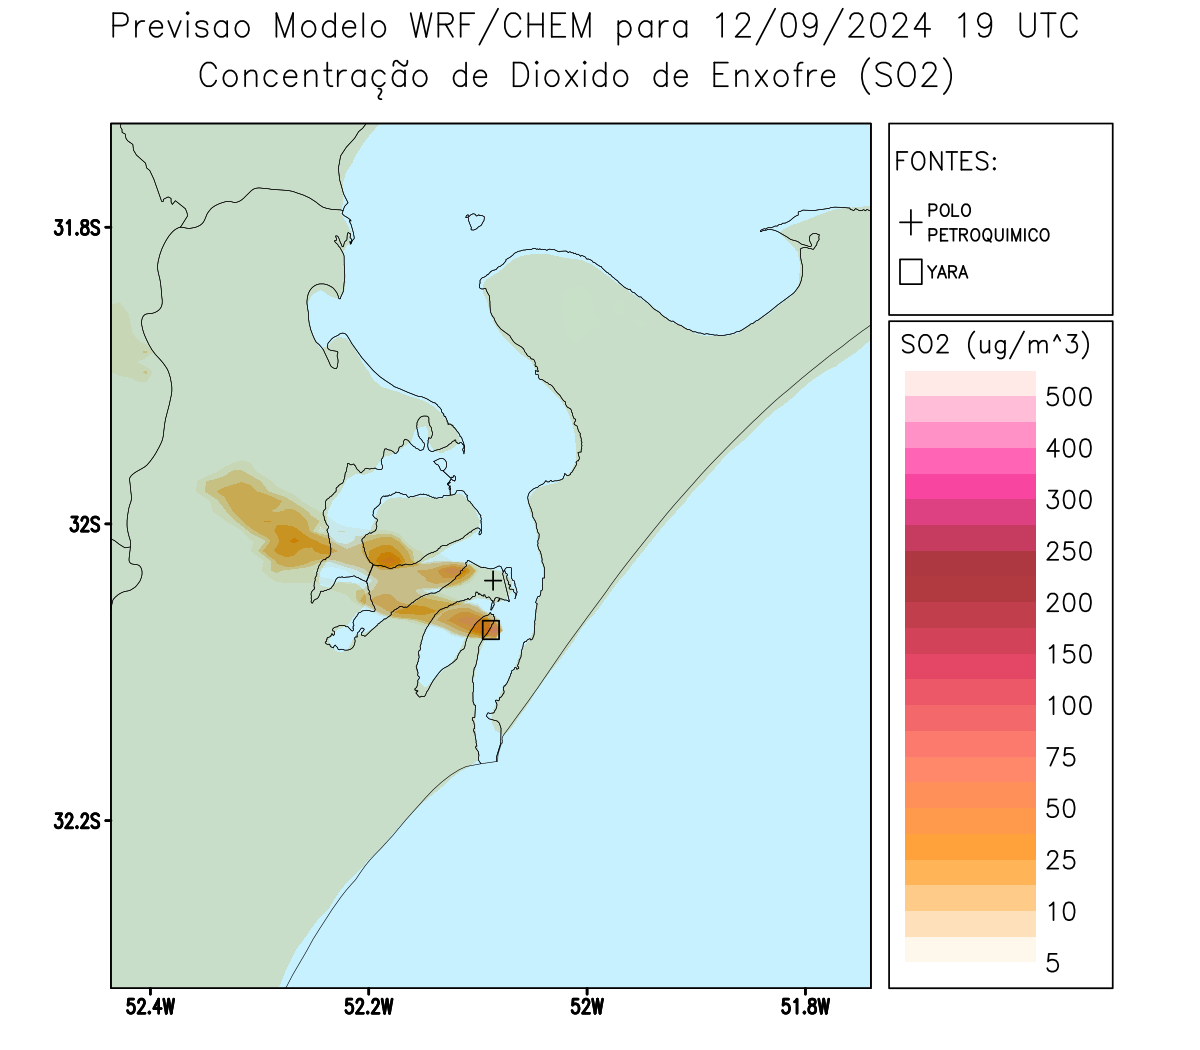 Previsao Modelo WRF/CHEM para 12/09/2024 19 UTC
Concentração de Dioxido de Enxofre (SO2)
FONTES:
POLO
PETROQUIMICO
YARA
SO2 (ug/m^3)
500
400
300
250
200
150
100
75
50
25
10
5
31.8S
32S
32.2S
52.4W
52.2W
52W
51.8W